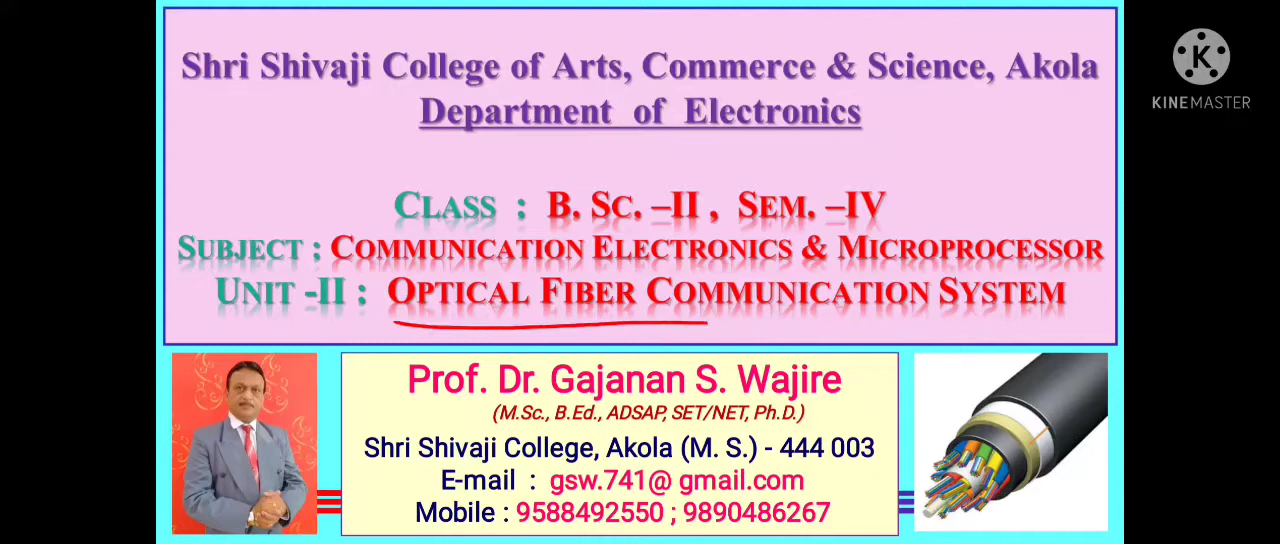 Shri Shivaji College of Arts, Commerce & Science, Akola
Department of Electronics
CLASS : B. SC. –II , SEM. –IV
SUBJECT : COMMUNICATION ELECTRONICS & MICROPROCESSOR
UNIT -II : OPTICAL FIBER COMMUNICATION SYSTEM
Prof. Dr. Gajanan S. Wajire
(M.Sc., B.Ed., ADSAP, SET/NET, Ph.D.)
Shri Shivaji College, Akola (M. S.) - 444 003
E-mail : gsw.741@ gmail.com
Mobile : 9588492550 ; 9890486267
K
KINEMASTER